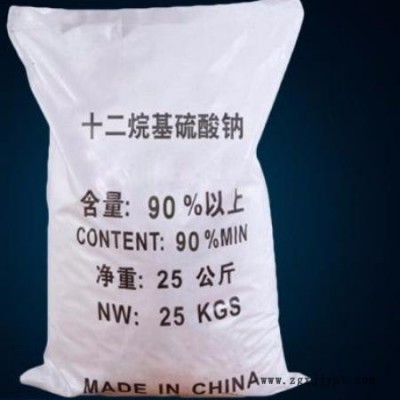 十二烷基硫酸钠
含量: 90%以上
CONTENT: 90%MIN
净重: 25 公斤
NW: 25 KGS
MADE IN CHINA